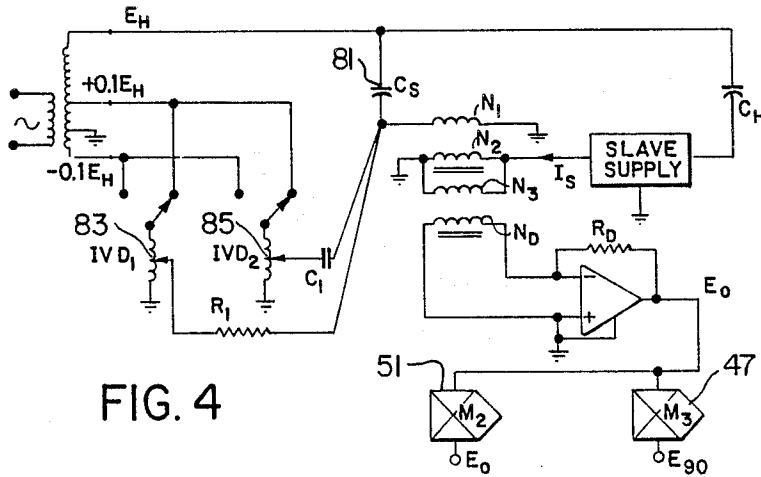 E_H
81
C_S
+0.1E_H
N_1
C_H
N_2
SLAVE
SUPPLY
I_S
-0.1E_H
N_3
83
85
N_D
R_D
IVD_1
IVD_2
C_1
E_0
R_1
-
+
51
47
FIG. 4
M_2
M_3
E_0
E_90